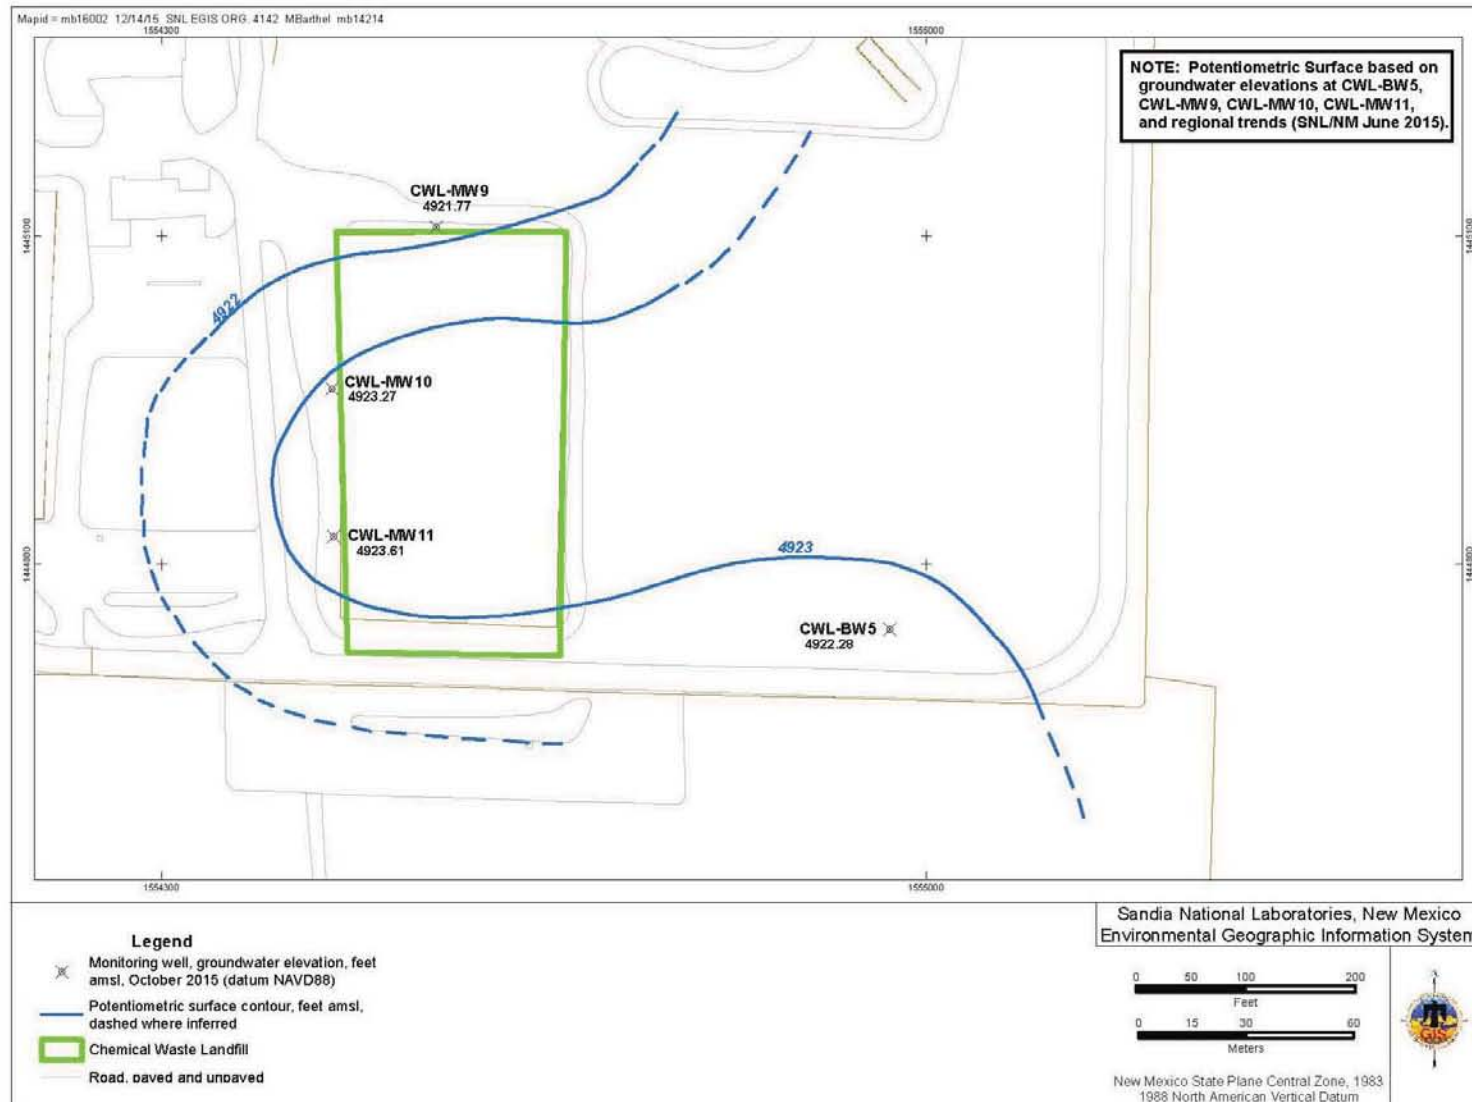 Mapid = mb16002 12/14/15 SNL EGIS ORG. 4142 MBarthel mb14214
1554300
1555000
NOTE: Potentiometric Surface based on
groundwater elevations at CWL-BW5,
CWL-MW9, CWL-MW10, CWL-MW11,
and regional trends (SNL/NM June 2015).
CWL-MW9
4921.77
1445100
1445100
4922
CWL-MW10
4923.27
CWL-MW11
4923.61
4923
1444800
1444800
CWL-BW5
4922.28
1554300
1555000
Legend
Monitoring well, groundwater elevation, feet
amsl, October 2015 (datum NAVD88)
Potentiometric surface contour, feet amsl,
dashed where inferred
Chemical Waste Landfill
Road, paved and unpaved
Sandia National Laboratories, New Mexico
Environmental Geographic Information System
0 50 100 200
Feet
0 15 30 60
Meters
GIS
New Mexico State Plane Central Zone, 1983
1988 North American Vertical Datum